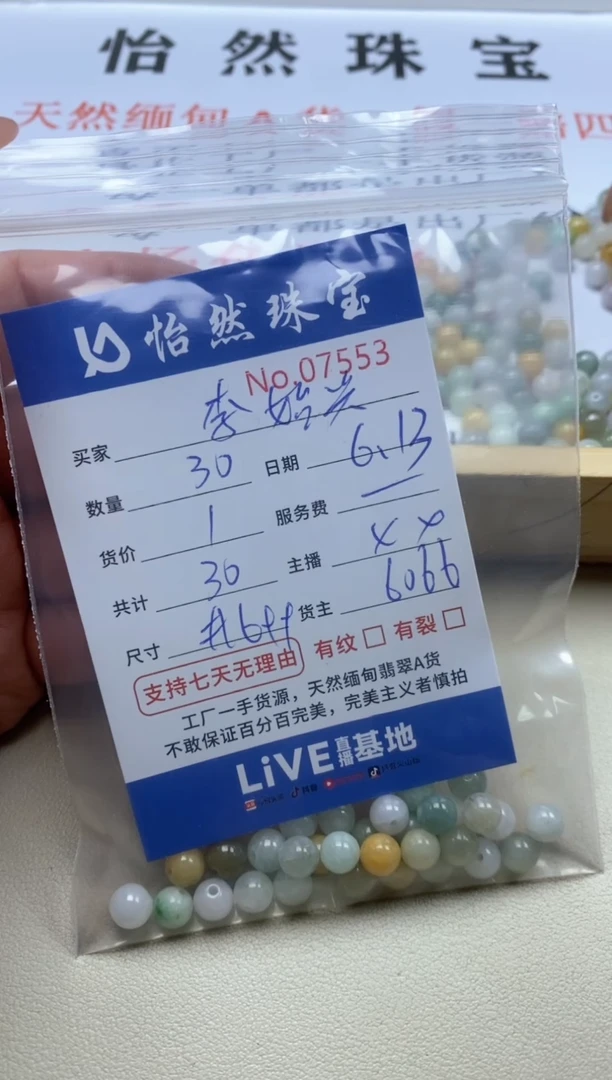 怡然珠宝
天然缅甸A货
怡然珠宝
No.07553
买家 李
数量 30 日期 6.13
货价 1 服务费 —
共计 30 主播 xx
尺寸 货主 6066
支持七天无理由 有纹 □ 有裂 □
工厂一手货源，天然缅甸翡翠A货
不敢保证百分百完美，完美主义者慎拍
LiVE直播基地